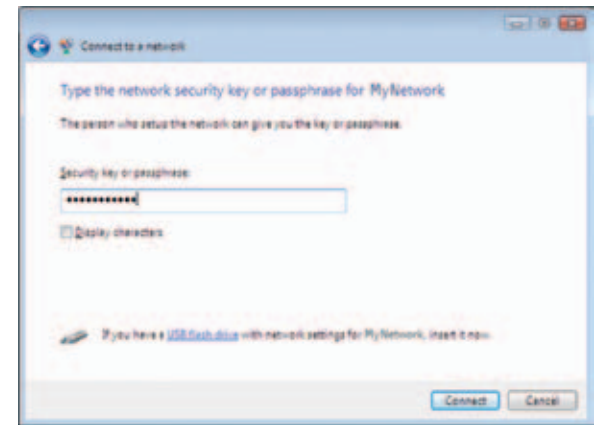 Connect to a network
Type the network security key or passphrase for MyNetwork
The person who setup the network can give you the key or passphrase.
Security key or passphrase:
•••••••••••
Display characters
If you have a USB flash drive with network settings for MyNetwork, insert it now.
Connect Cancel